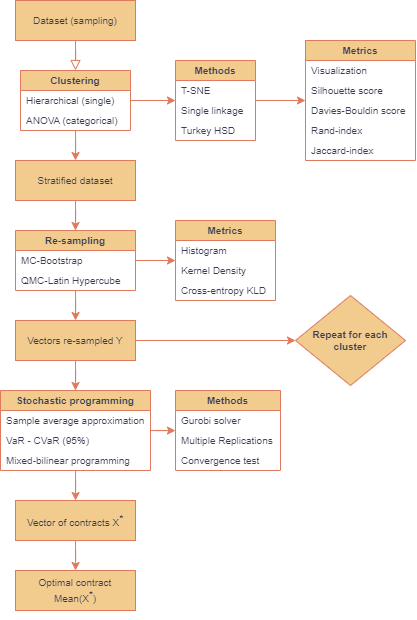 Dataset (sampling)
Clustering
Hierarchical (single)
ANOVA (categorical)
Methods
T-SNE
Single linkage
Turkey HSD
Metrics
Visualization
Silhouette score
Davies-Bouldin score
Rand-index
Jaccard-index
Stratified dataset
Re-sampling
MC-Bootstrap
QMC-Latin Hypercube
Metrics
Histogram
Kernel Density
Cross-entropy KLD
Vectors re-sampled Y
Repeat for each
cluster
Stochastic programming
Sample average approximation
VaR - CVaR (95%)
Mixed-bilinear programming
Methods
Gurobi solver
Multiple Replications
Convergence test
Vector of contracts X*
Optimal contract
Mean(X*)